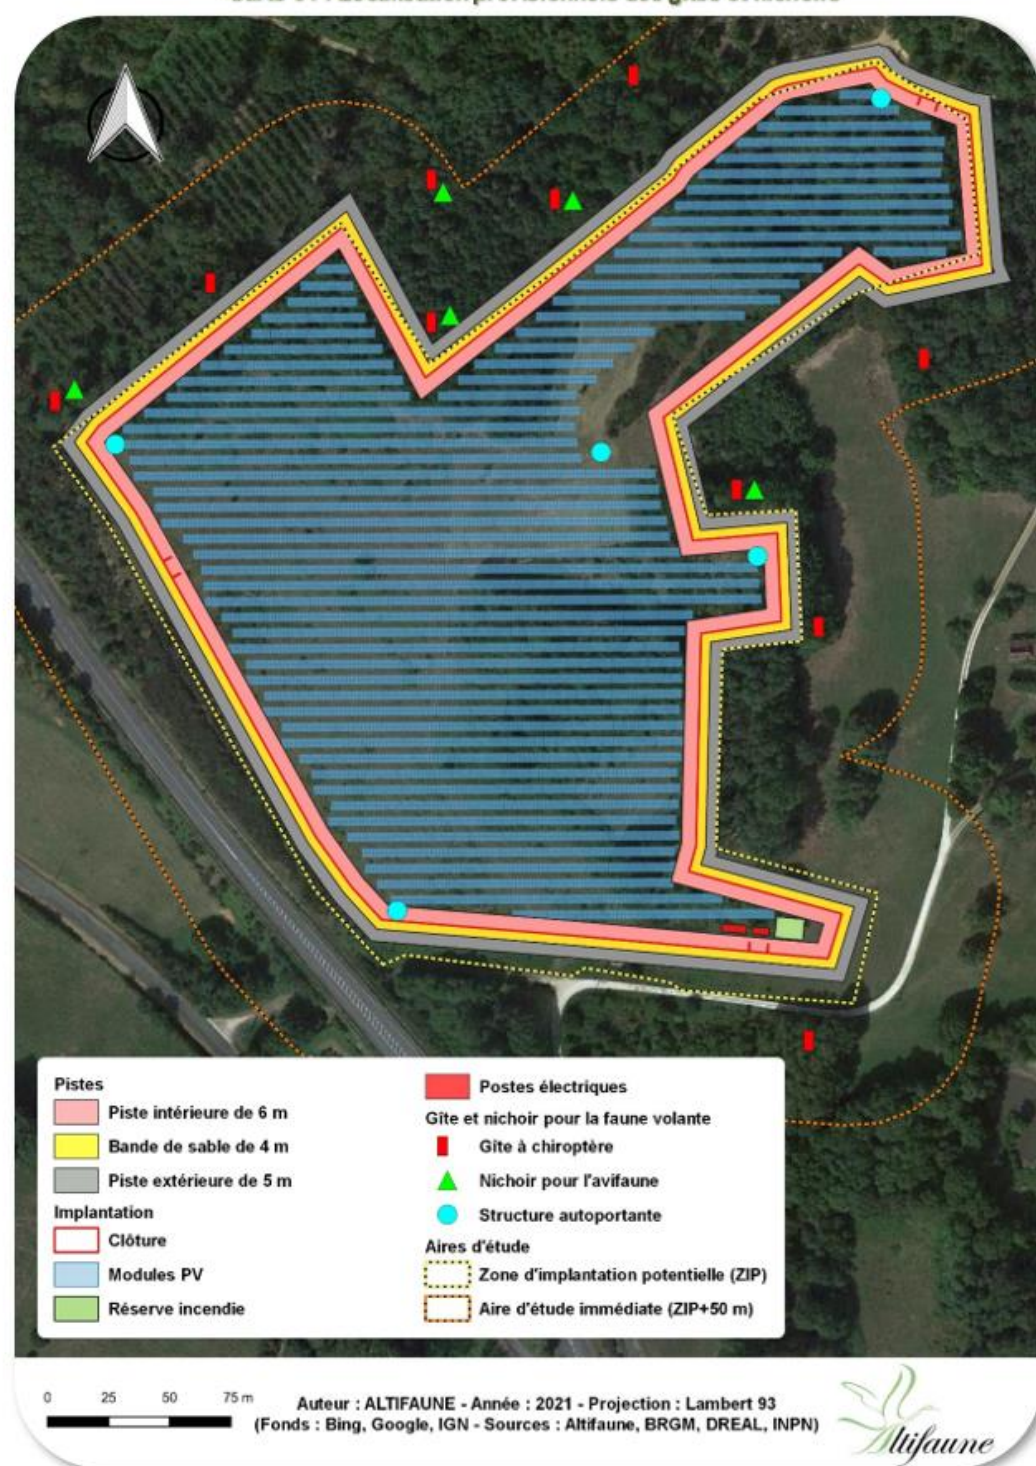 Pistes
Piste intérieure de 6 m
Bande de sable de 4 m
Piste extérieure de 5 m
Implantation
Clôture
Modules PV
Réserve incendie
Postes électriques
Gîte et nichoir pour la faune volante
Gîte à chiroptère
Nichoir pour l'avifaune
Structure autoportante
Aires d'étude
Zone d'implantation potentielle (ZIP)
Aire d'étude immédiate (ZIP+50 m)
0 25 50 75 m
Auteur : ALTIFAUNE - Année : 2021 - Projection : Lambert 93
(Fonds : Bing, Google, IGN - Sources : Altifaune, BRGM, DREAL, INPN)
Altifaune